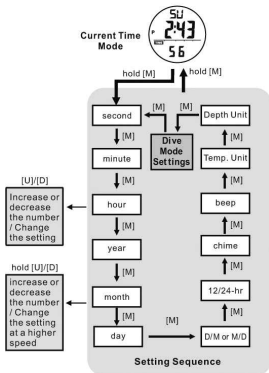 SU
P 2:43
56
Current Time
Mode
hold [M]
hold [M]
second
[M]
[M]
Depth Unit
Dive
Mode
Settings
[M]
[M]
minute
Temp. Unit
[U]/[D]
Increase or
decrease
the number
/ Change
the setting
[M]
[M]
hour
beep
[M]
[M]
year
chime
hold [U]/[D]
increase or
decrease
the number
/ Change
the setting
at a higher
speed
[M]
[M]
month
12/24-hr
[M]
[M]
[M]
day
D/M or M/D
Setting Sequence